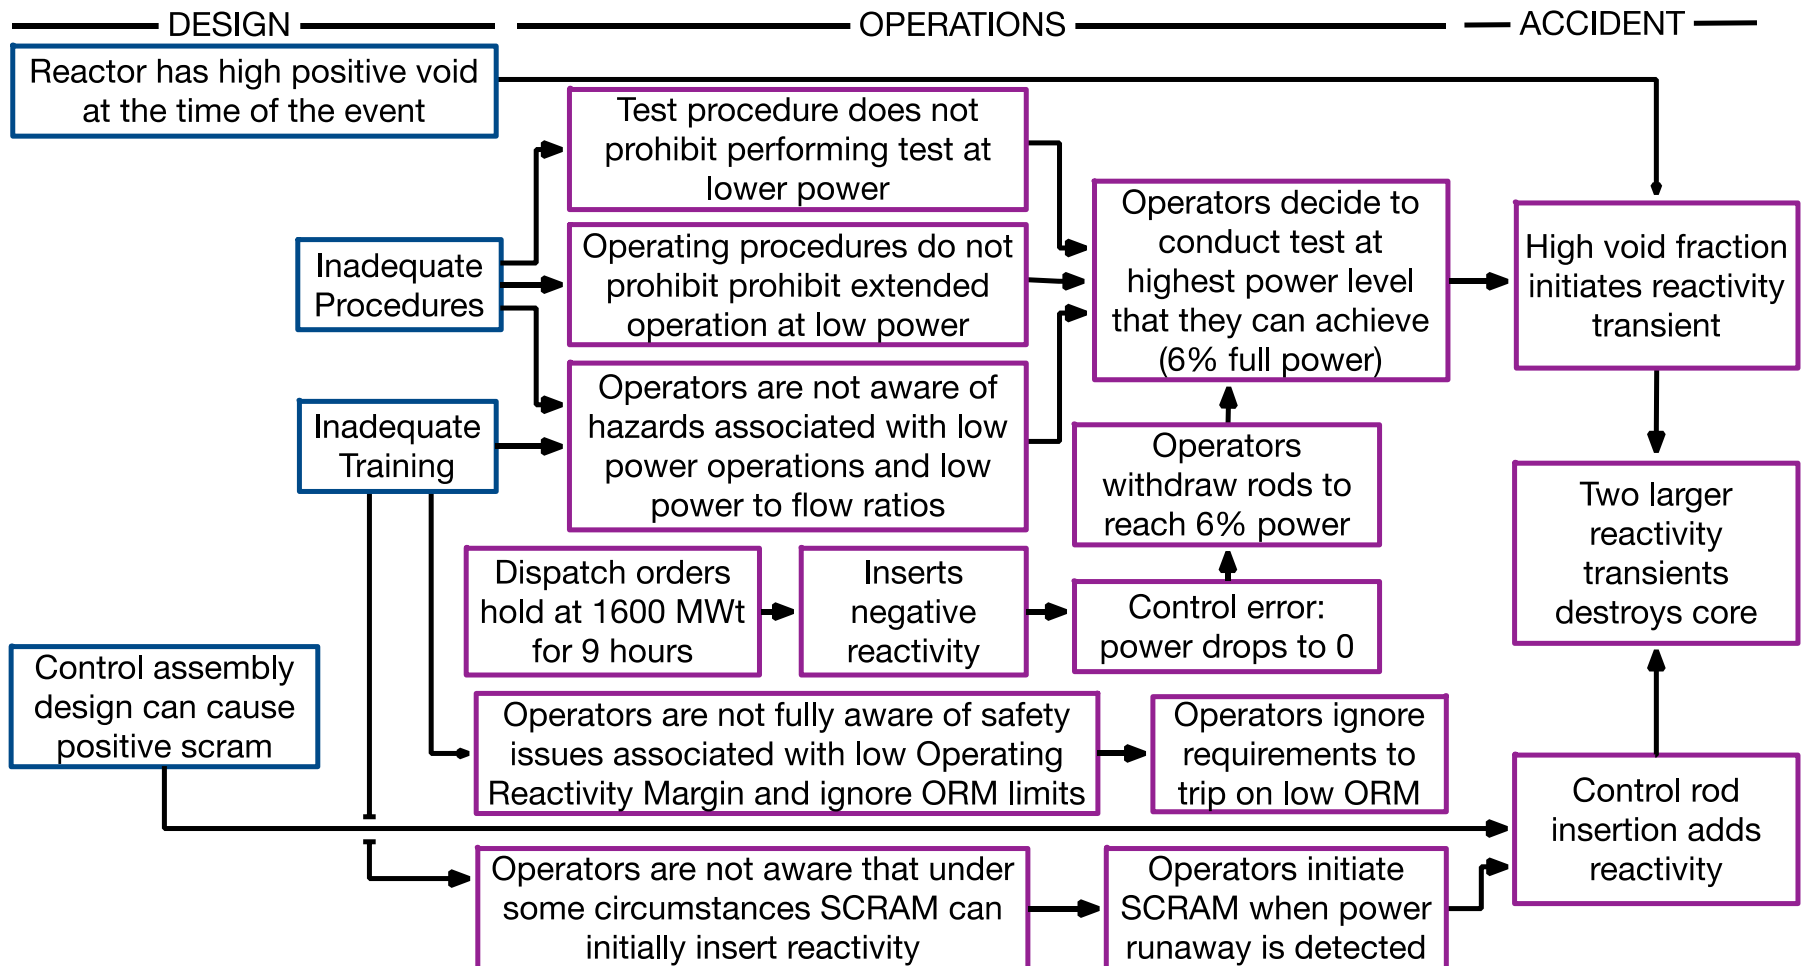 DESIGN
OPERATIONS
ACCIDENT
Reactor has high positive void
at the time of the event
Test procedure does not
prohibit performing test at
lower power
Inadequate
Procedures
Operating procedures do not
prohibit prohibit extended
operation at low power
Operators decide to
conduct test at
highest power level
that they can achieve
(6% full power)
High void fraction
initiates reactivity
transient
Inadequate
Training
Operators are not aware of
hazards associated with low
power operations and low
power to flow ratios
Operators
withdraw rods to
reach 6% power
Two larger
reactivity
transients
destroys core
Dispatch orders
hold at 1600 MWt
for 9 hours
Inserts
negative
reactivity
Control error:
power drops to 0
Control assembly
design can cause
positive scram
Operators are not fully aware of safety
issues associated with low Operating
Reactivity Margin and ignore ORM limits
Operators ignore
requirements to
trip on low ORM
Control rod
insertion adds
reactivity
Operators are not aware that under
some circumstances SCRAM can
initially insert reactivity
Operators initiate
SCRAM when power
runaway is detected